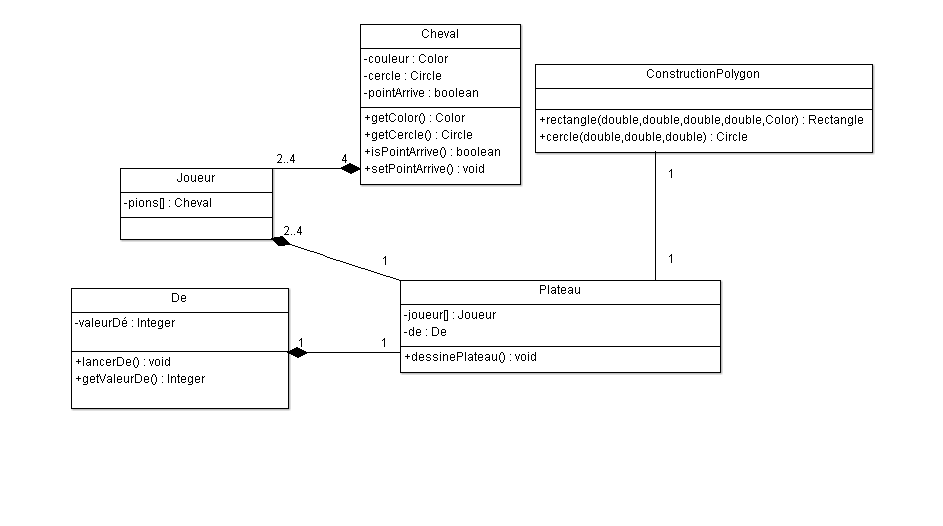 Cheval
-couleur : Color
-cercle : Circle
-pointArrive : boolean
+getColor() : Color
+getCercle() : Circle
+isPointArrive() : boolean
+setPointArrive() : void
ConstructionPolygon
+rectangle(double,double,double,double,Color) : Rectangle
+cercle(double,double,double) : Circle
2..4
4
Joueur
-pions[] : Cheval
2..4
1
1
1
De
-valeurDé : Integer
+lancerDe() : void
+getValeurDe() : Integer
1
1
Plateau
-joueur[] : Joueur
-de : De
+dessinePlateau() : void